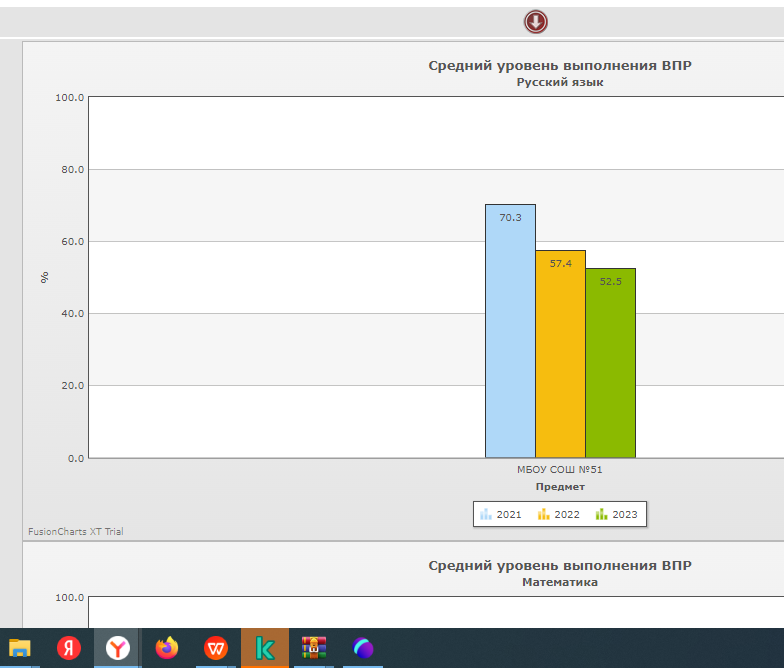 Средний уровень выполнения ВПР
Русский язык
100.0
80.0
60.0
40.0
20.0
0.0
%
70.3
57.4
52.5
МБОУ СОШ №51
Предмет
2021 2022 2023
FusionCharts XT Trial
Средний уровень выполнения ВПР
Математика
100.0
Я
Y
W
k